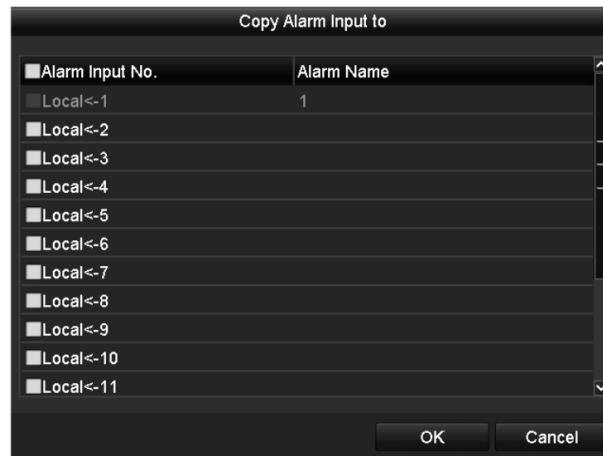 Copy Alarm Input to
Alarm Input No. Alarm Name
Local<-1 1
Local<-2
Local<-3
Local<-4
Local<-5
Local<-6
Local<-7
Local<-8
Local<-9
Local<-10
Local<-11
OK Cancel